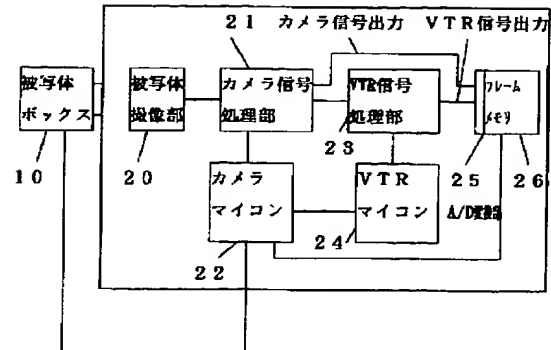 21 カメラ信号出力 VTR信号出力
被写体
ボックス
被写体
撮像部
カメラ信号
処理部
VTR信号
処理部
フレーム
メモリ
10
20
23
25
26
カメラ
マイコン
VTR
マイコン
A/D変換器
22
24